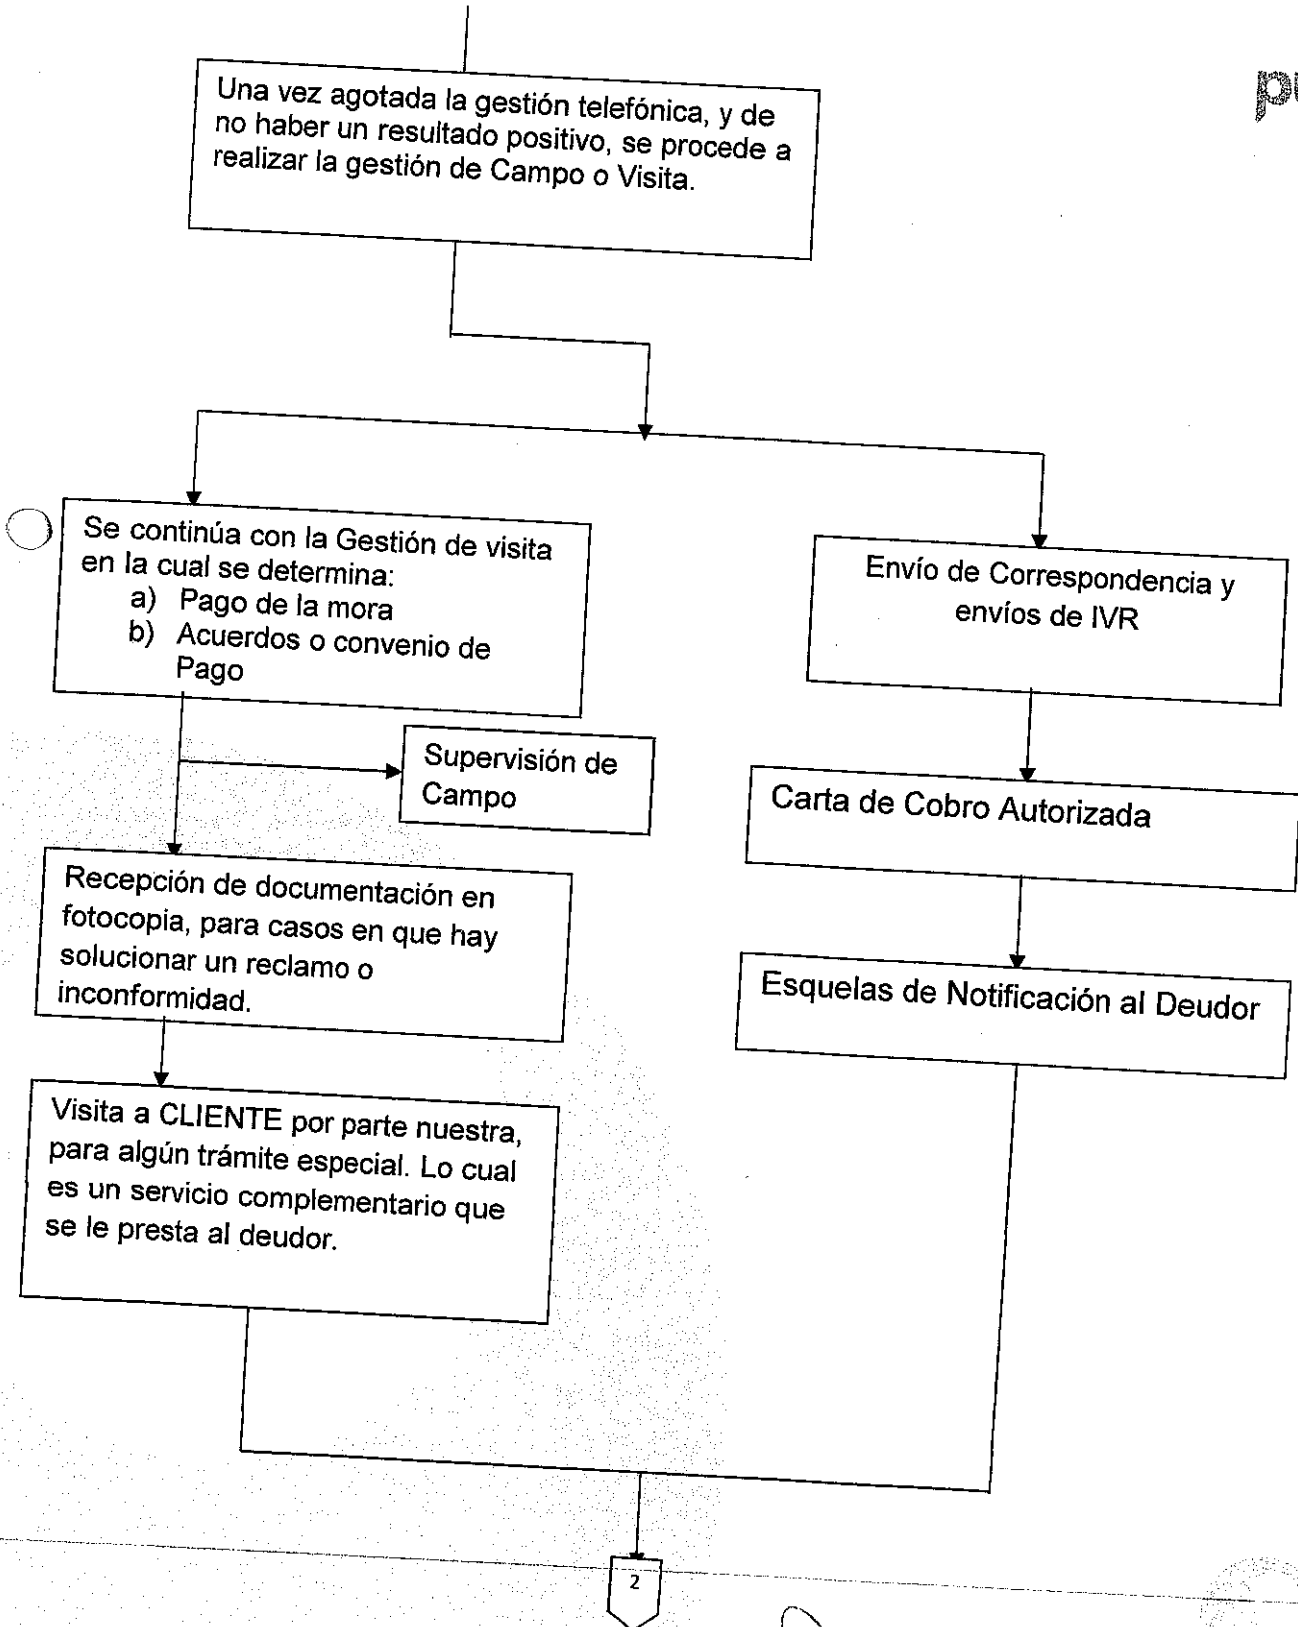 Una vez agotada la gestión telefónica, y de
no haber un resultado positivo, se procede a
realizar la gestión de Campo o Visita.
Se continúa con la Gestión de visita
en la cual se determina:
a) Pago de la mora
b) Acuerdos o convenio de
Pago
Envío de Correspondencia y
envíos de IVR
Supervisión de
Campo
Carta de Cobro Autorizada
Recepción de documentación en
fotocopia, para casos en que hay
solucionar un reclamo o
inconformidad.
Esquelas de Notificación al Deudor
Visita a CLIENTE por parte nuestra,
para algún trámite especial. Lo cual
es un servicio complementario que
se le presta al deudor.
2